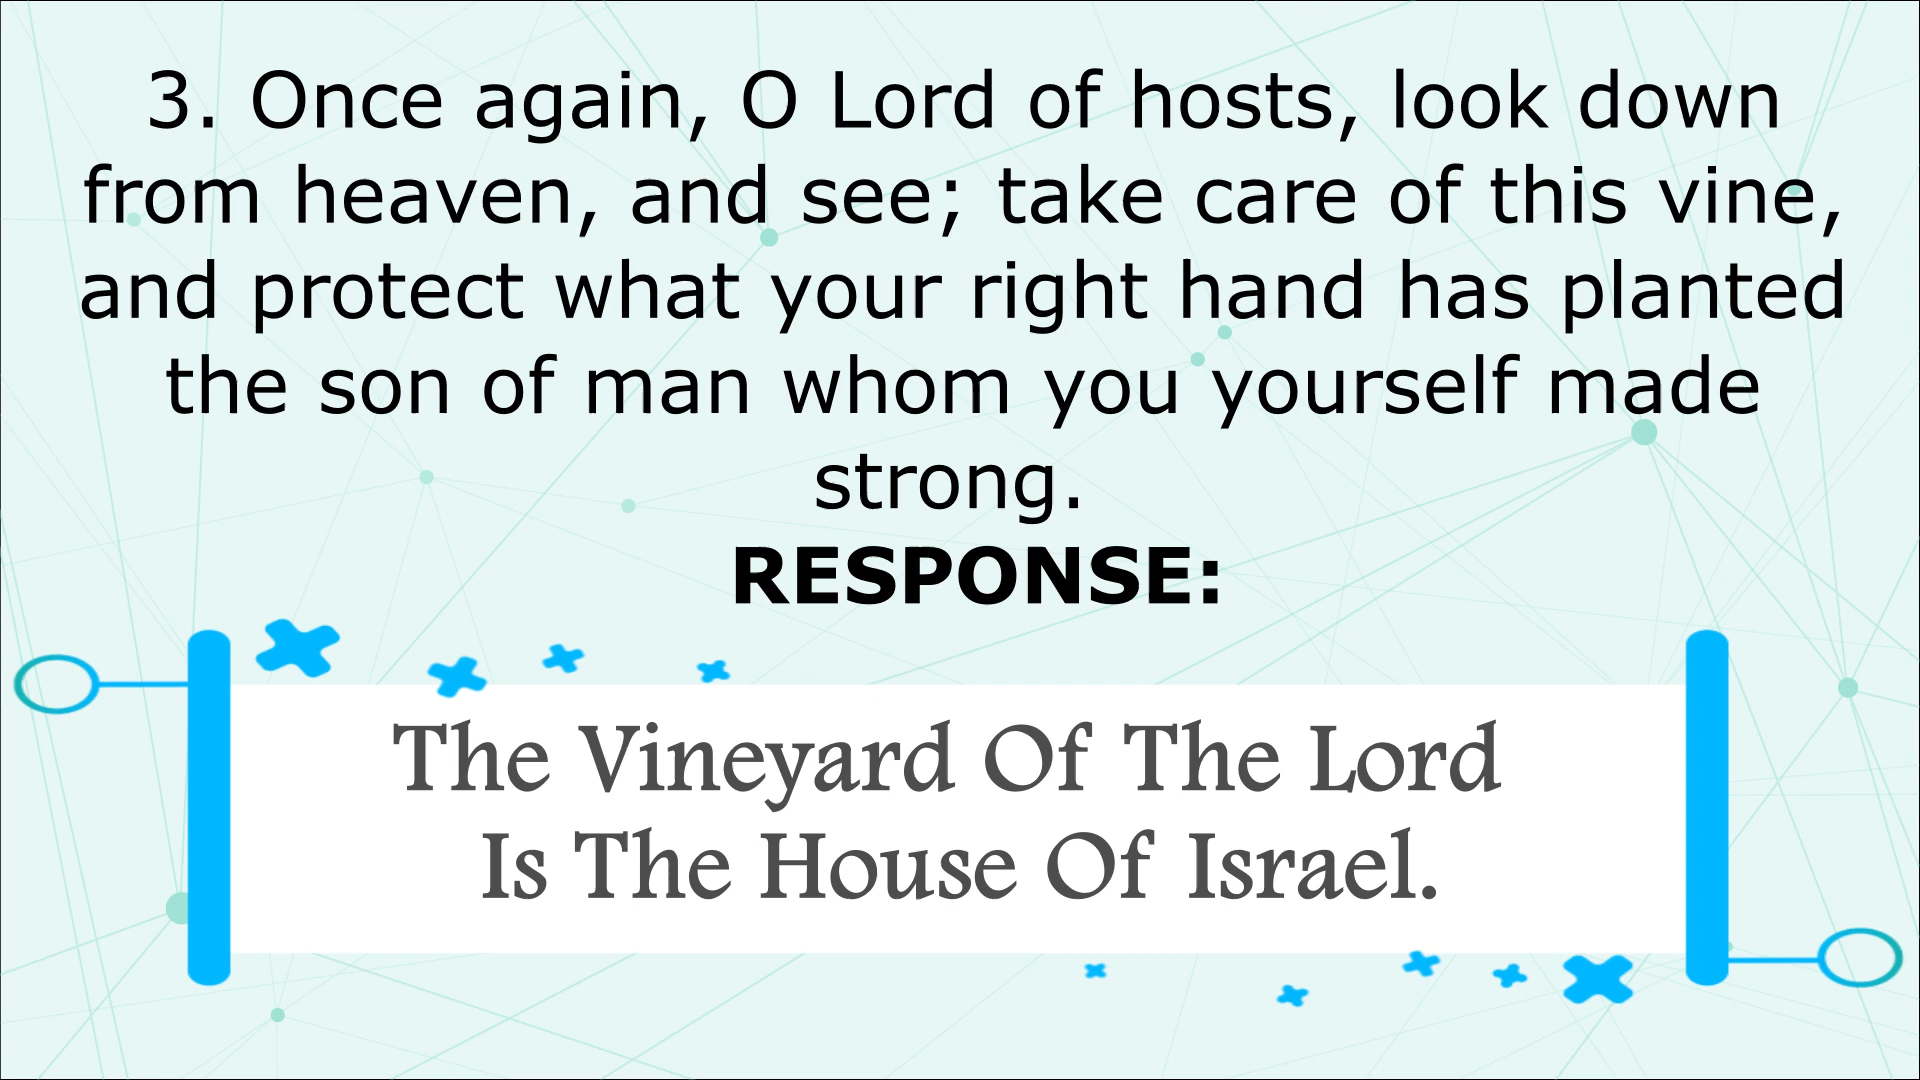 3. Once again, O Lord of hosts, look down
from heaven, and see; take care of this vine,
and protect what your right hand has planted
the son of man whom you yourself made
strong.
RESPONSE:
The Vineyard Of The Lord
Is The House Of Israel.